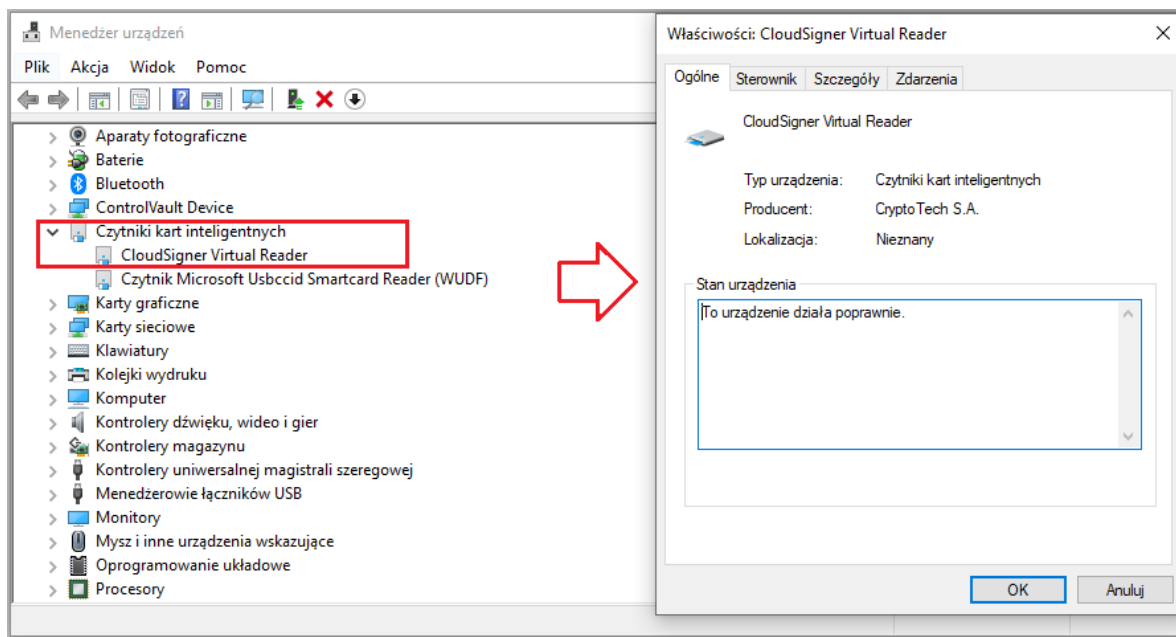 Menedżer urządzeń
Plik Akcja Widok Pomoc
Aparaty fotograficzne
Baterie
Bluetooth
ControlVault Device
Czytniki kart inteligentnych
CloudSigner Virtual Reader
Czytnik Microsoft Usbccid Smartcard Reader (WUDF)
Karty graficzne
Karty sieciowe
Klawiatury
Kolejki wydruku
Komputer
Kontrolery dźwięku, wideo i gier
Kontrolery magazynu
Kontrolery uniwersalnej magistrali szeregowej
Menedżerowie łączników USB
Monitory
Mysz i inne urządzenia wskazujące
Oprogramowanie układowe
Procesory
Właściwości: CloudSigner Virtual Reader
Ogólne Sterownik Szczegóły Zdarzenia
CloudSigner Virtual Reader
Typ urządzenia: Czytniki kart inteligentnych
Producent: CryptoTech S.A.
Lokalizacja: Nieznany
Stan urządzenia
To urządzenie działa poprawnie.
OK Anuluj